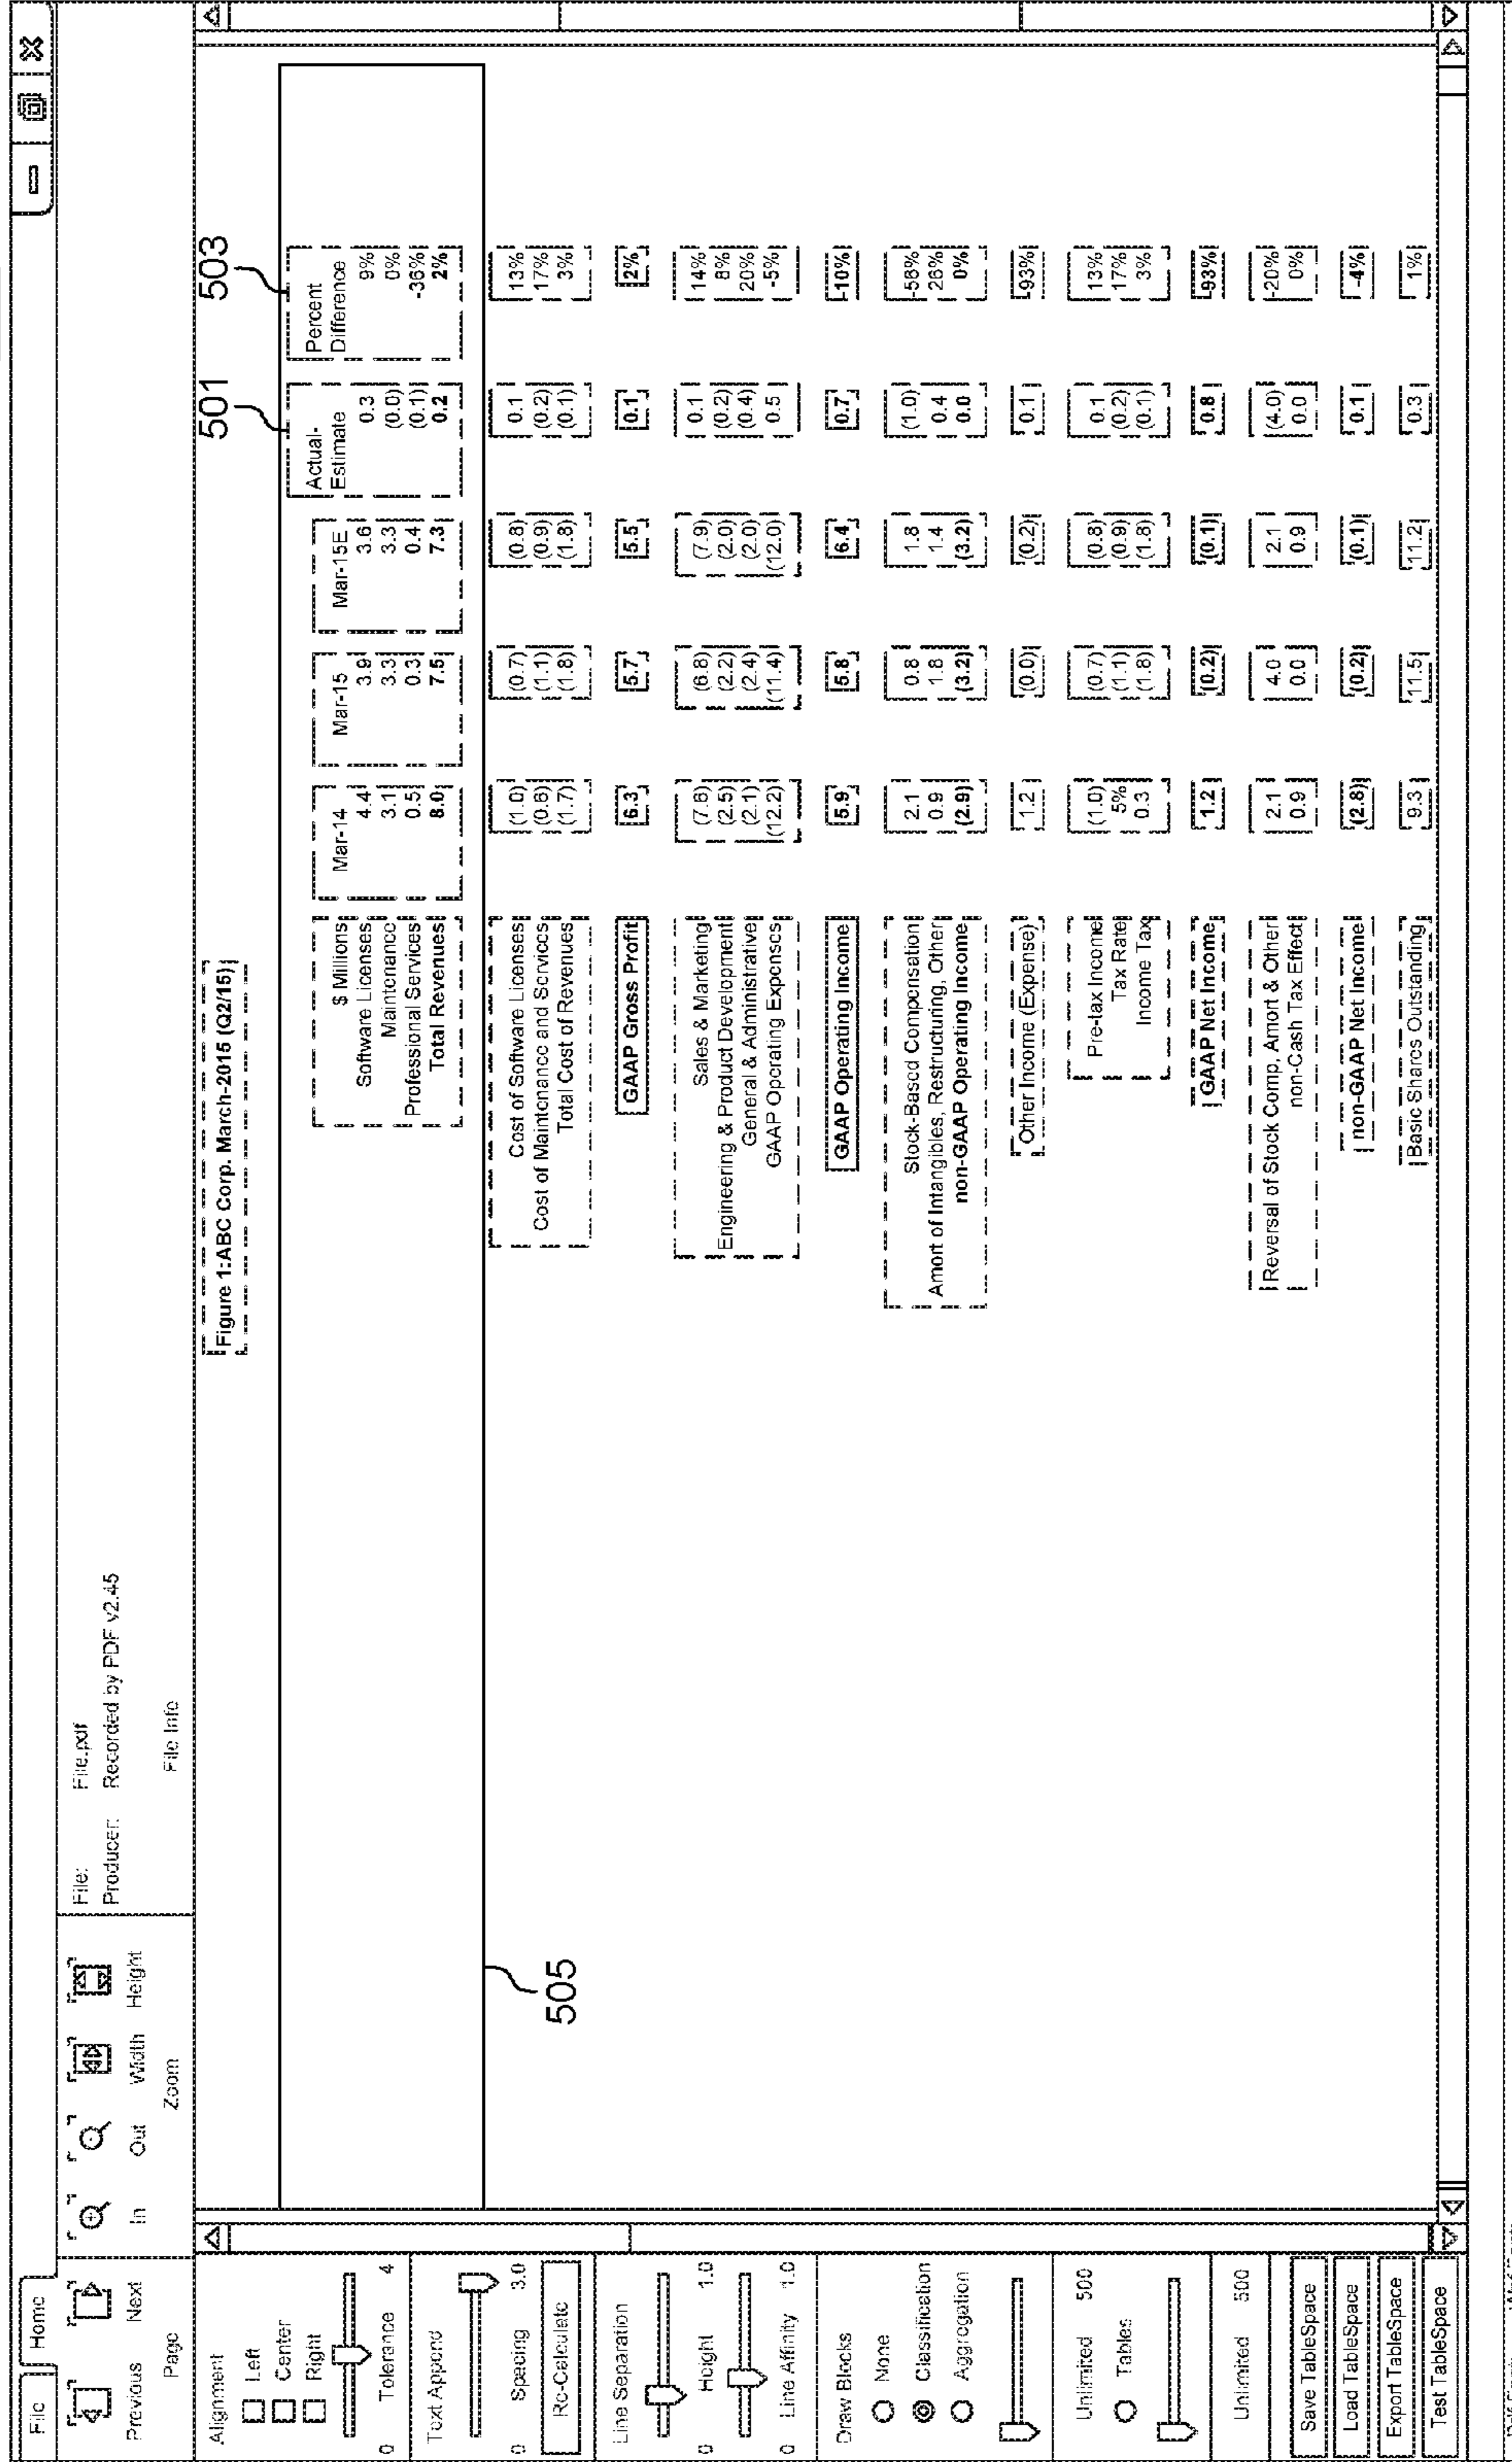 File Home
Previous Next In Out Width Height
Page Zoom File Info
File: File.pdf
Producer: Recorded by PDF v2.45
Alignment
Left
Center
Right
0 Tolerance 4
Text Append
0 Spacing 3.0
Re-Calculate
Line Separation
0 Height 1.0
0 Line Affinity 1.0
Draw Blocks
None
Classification
Aggregation
Unlimited 500
Tables
Unlimited 500
Save TableSpace
Load TableSpace
Export TableSpace
Test TableSpace
501 503
Figure 1:ABC Corp. March-2015 (Q2/15)
$ Millions Mar-14 Mar-15 Mar-15E Actual-Estimate Percent Difference
Software Licenses 4.4 3.9 3.6 0.3 9%
Maintenance 3.1 3.3 3.3 (0.0) 0%
Professional Services 0.5 0.3 0.4 (0.1) -36%
Total Revenues 8.0 7.5 7.3 0.2 2%
505
Cost of Software Licenses (1.0) (0.7) (0.8) 0.1 13%
Cost of Maintenance and Services (0.6) (1.1) (0.9) (0.2) 17%
Total Cost of Revenues (1.7) (1.8) (1.8) (0.1) 3%
GAAP Gross Profit 6.3 5.7 5.5 0.1 2%
Sales & Marketing (7.6) (6.8) (7.9) 0.1 14%
Engineering & Product Development (2.5) (2.2) (2.0) (0.2) 8%
General & Administrative (2.1) (2.4) (2.0) (0.4) 20%
GAAP Operating Expenses (12.2) (11.4) (12.0) 0.5 -5%
GAAP Operating Income 5.9 5.8 6.4 0.7 -10%
Stock-Based Compensation 2.1 0.8 1.8 (1.0) -58%
Amort of Intangibles, Restructuring, Other 0.9 1.8 1.4 0.4 26%
non-GAAP Operating Income (2.9) (3.2) (3.2) 0.0 0%
Other Income (Expense) 1.2 (0.0) (0.2) 0.1 -93%
Pre-tax Income (1.0) (0.7) (0.8) 0.1 13%
Tax Rate 5% (1.1) (0.9) (0.2) 17%
Income Tax 0.3 (1.8) (1.8) (0.1) 3%
GAAP Net Income 1.2 (0.2) (0.1) 0.8 -93%
Reversal of Stock Comp, Amort & Other 2.1 4.0 2.1 (4.0) -20%
non-Cash Tax Effect 0.9 0.0 0.9 0.0 0%
non-GAAP Net Income (2.8) (0.2) (0.1) 0.1 -4%
Basic Shares Outstanding 9.3 11.5 11.2 0.3 1%